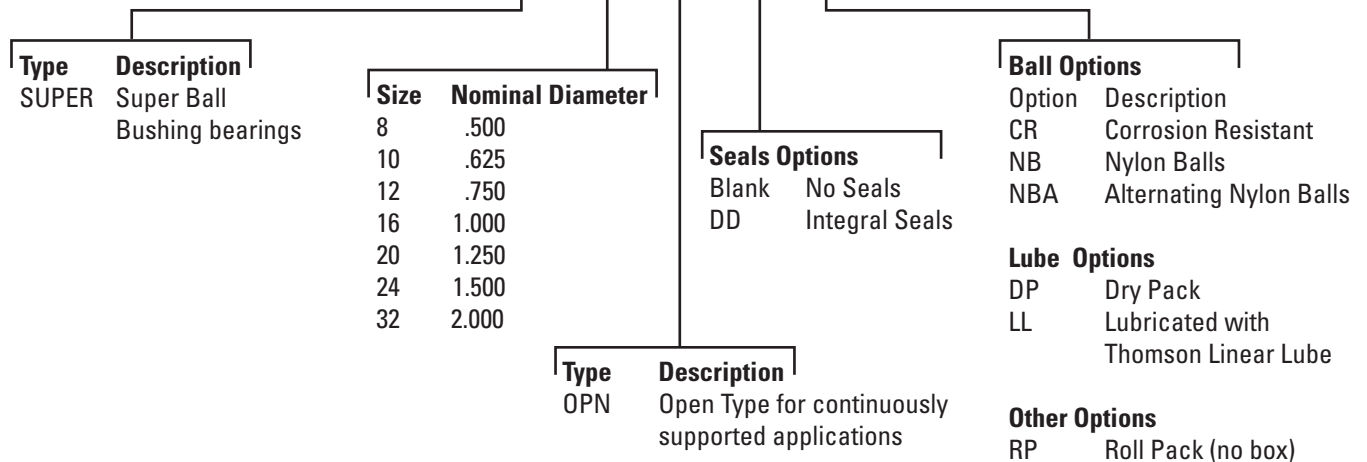 Type Description
SUPER Super Ball
Bushing bearings
Size Nominal Diameter
8 .500
10 .625
12 .750
16 1.000
20 1.250
24 1.500
32 2.000
Type Description
OPN Open Type for continuously
supported applications
Seals Options
Blank No Seals
DD Integral Seals
Ball Options
Option Description
CR Corrosion Resistant
NB Nylon Balls
NBA Alternating Nylon Balls
Lube Options
DP Dry Pack
LL Lubricated with
Thomson Linear Lube
Other Options
RP Roll Pack (no box)